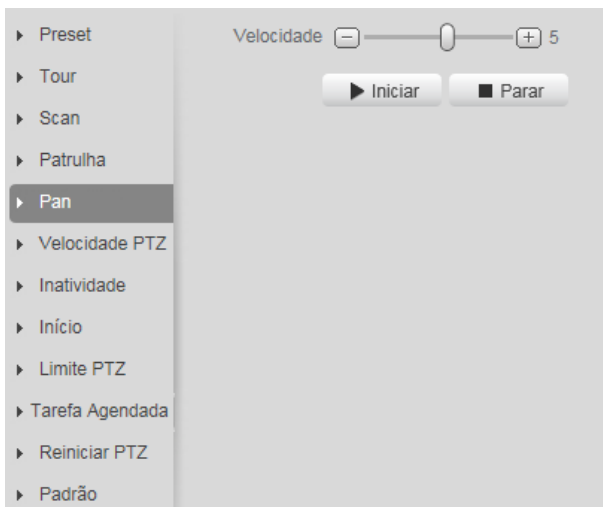 Preset
Tour
Scan
Patrulha
Pan
Velocidade PTZ
Inatividade
Início
Limite PTZ
Tarefa Agendada
Reiniciar PTZ
Padrão
Velocidade 5
Iniciar Parar